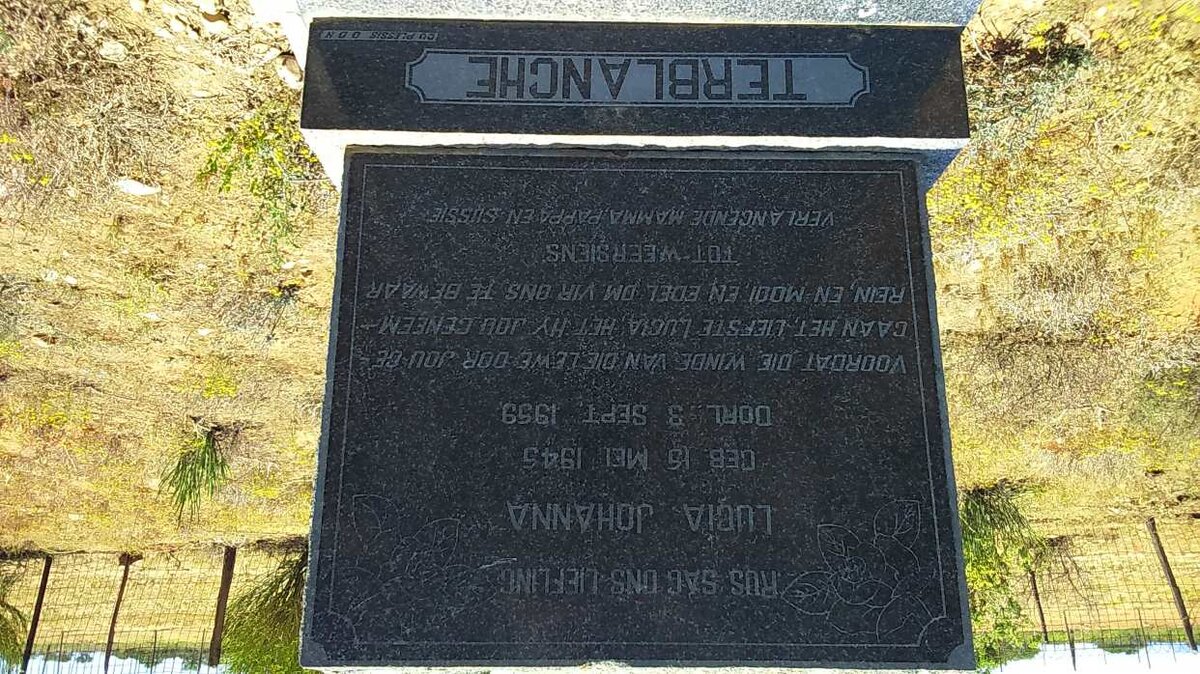 RUS SAG ONS LIEFLING
LUCIA JOHANNA
GEB. 15 MEI 1945
OORL. 3 SEPT. 1959
VOORDAT DIE WINDE VAN DIE LEWE DOR JOU GE-
GAAN HET, LIEFSTE LUCIA, HET HY JOU GENEEM-
REIN, EN MOOI, EN EDEL, OM VIR ONS TE BEWAAR
TOT WEERSIENS
VERLANGENDE MAMMA, PAPPA EN SUSSIE
TERBLANCHE
DU PLESSIS